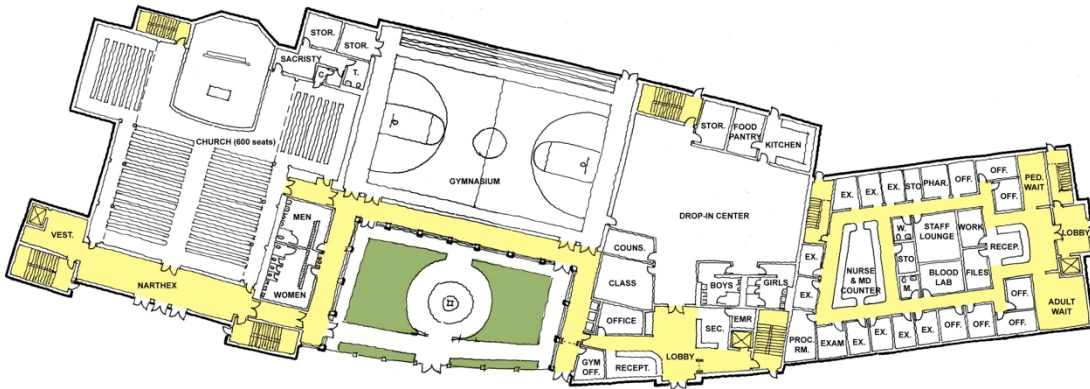 STOR.
STOR.
SACRISTY
C.
T.
CHURCH (600 seats)
GYMNASIUM
MEN
WOMEN
VEST.
NARTHEX
STOR.
FOOD
PANTRY
KITCHEN
DROP-IN CENTER
COUNS.
CLASS
OFFICE
GYM
OFF.
RECEPT.
LOBBY
BOYS
GIRLS
SEC.
EMR
EX.
EX.
EX.
STO
PHAR.
OFF.
OFF.
OFF.
PED.
WAIT
LOBBY
W.
STAFF
LOUNGE
WORK
RECEP.
EX.
EX.
NURSE
& MD
COUNTER
STO
M.
BLOOD
LAB
FILES
OFF.
ADULT
WAIT
PROC
RM.
EXAM
EX.
EX.
EX.
EX.
OFF.
OFF.
OFF.